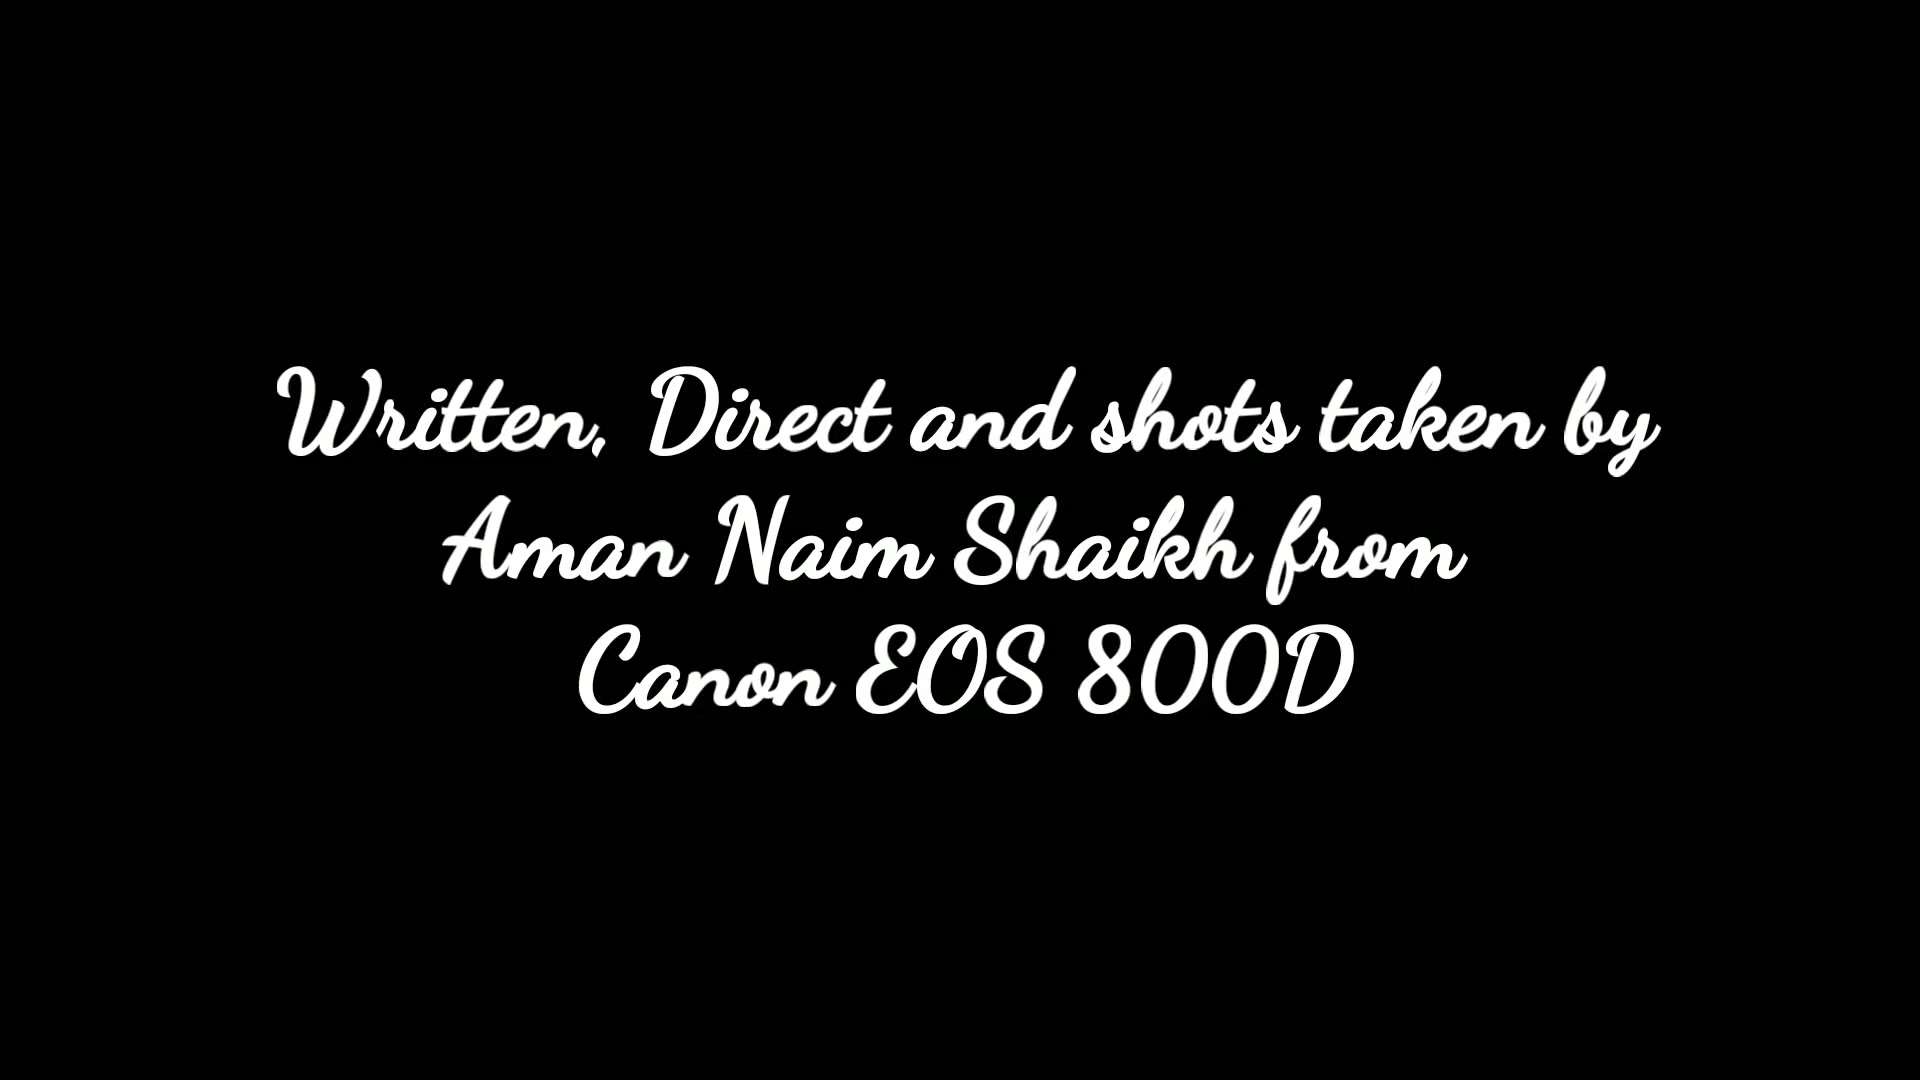 Written, Direct and shots taken by
Aman Naim Shaikh from
Canon EOS 800D